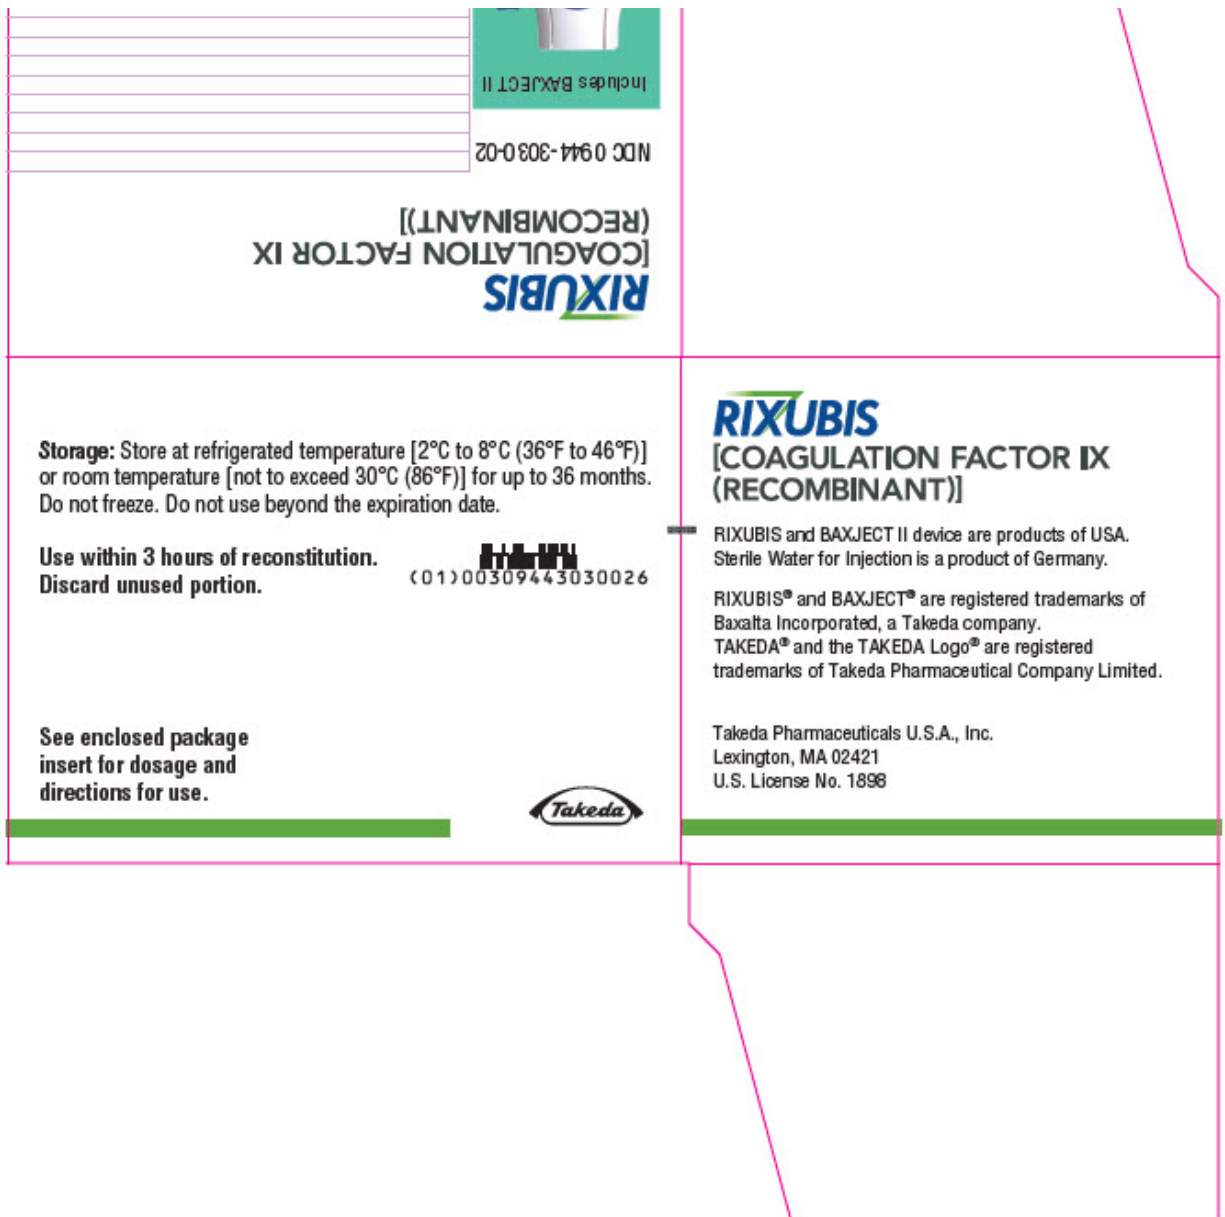 Includes BAXJECT II
NDC 0944-3030-02
RIXUBIS
[COAGULATION FACTOR IX
(RECOMBINANT)]
Storage: Store at refrigerated temperature [2°C to 8°C (36°F to 46°F)]
or room temperature [not to exceed 30°C (86°F)] for up to 36 months.
Do not freeze. Do not use beyond the expiration date.
Use within 3 hours of reconstitution.
Discard unused portion.
(01)00309443030026
See enclosed package
insert for dosage and
directions for use.
Takeda
RIXUBIS
[COAGULATION FACTOR IX
(RECOMBINANT)]
RIXUBIS and BAXJECT II device are products of USA.
Sterile Water for Injection is a product of Germany.
RIXUBIS® and BAXJECT® are registered trademarks of
Baxalta Incorporated, a Takeda company.
TAKEDA® and the TAKEDA Logo® are registered
trademarks of Takeda Pharmaceutical Company Limited.
Takeda Pharmaceuticals U.S.A., Inc.
Lexington, MA 02421
U.S. License No. 1898